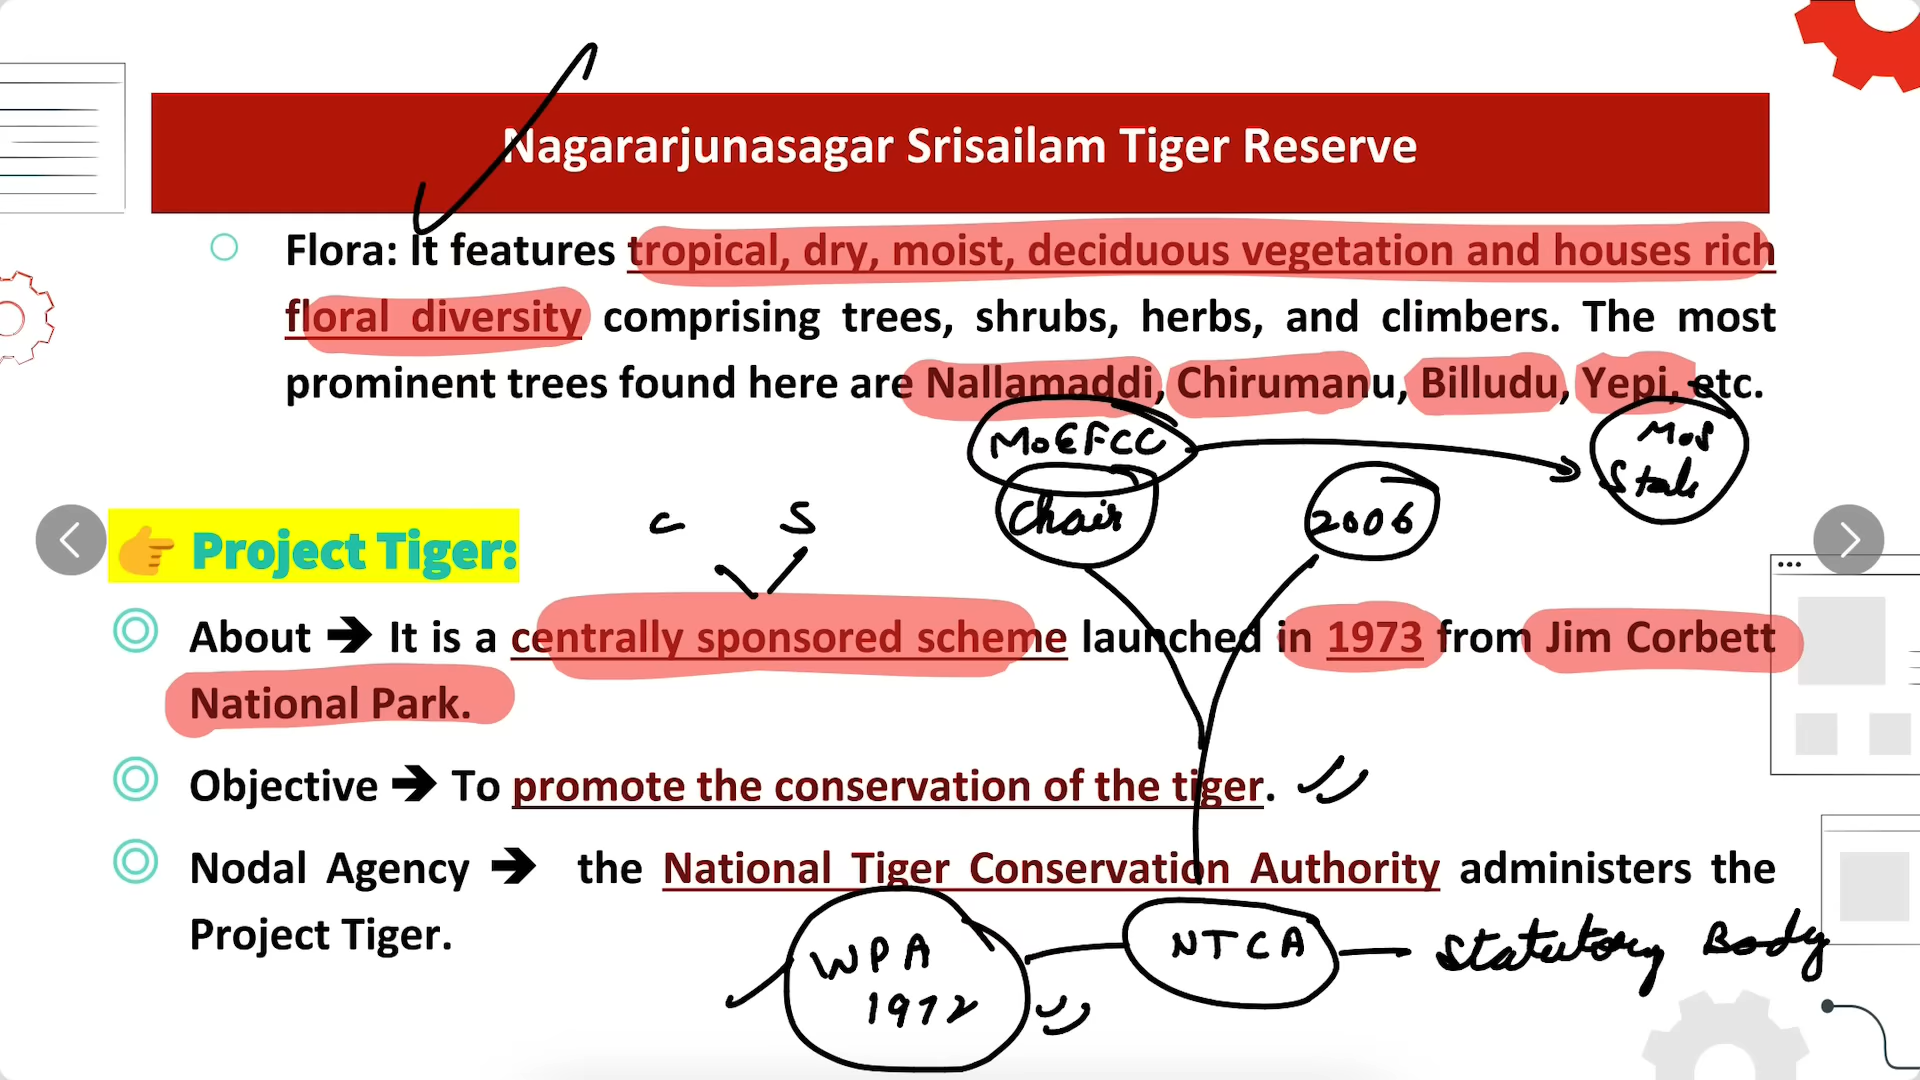 Nagararjunasagar Srisailam Tiger Reserve
Flora: It features tropical, dry, moist, deciduous vegetation and houses rich
floral diversity comprising trees, shrubs, herbs, and climbers. The most
prominent trees found here are Nallamaddi, Chirumanu, Billudu, Yepi, etc.
MoEFCC
MoS
State
C S
Chair
2006
👉 Project Tiger:
About ➔ It is a centrally sponsored scheme launched in 1973 from Jim Corbett
National Park.
Objective ➔ To promote the conservation of the tiger.
Nodal Agency ➔ the National Tiger Conservation Authority administers the
Project Tiger.
WPA
1972
NTCA
Statutory Body